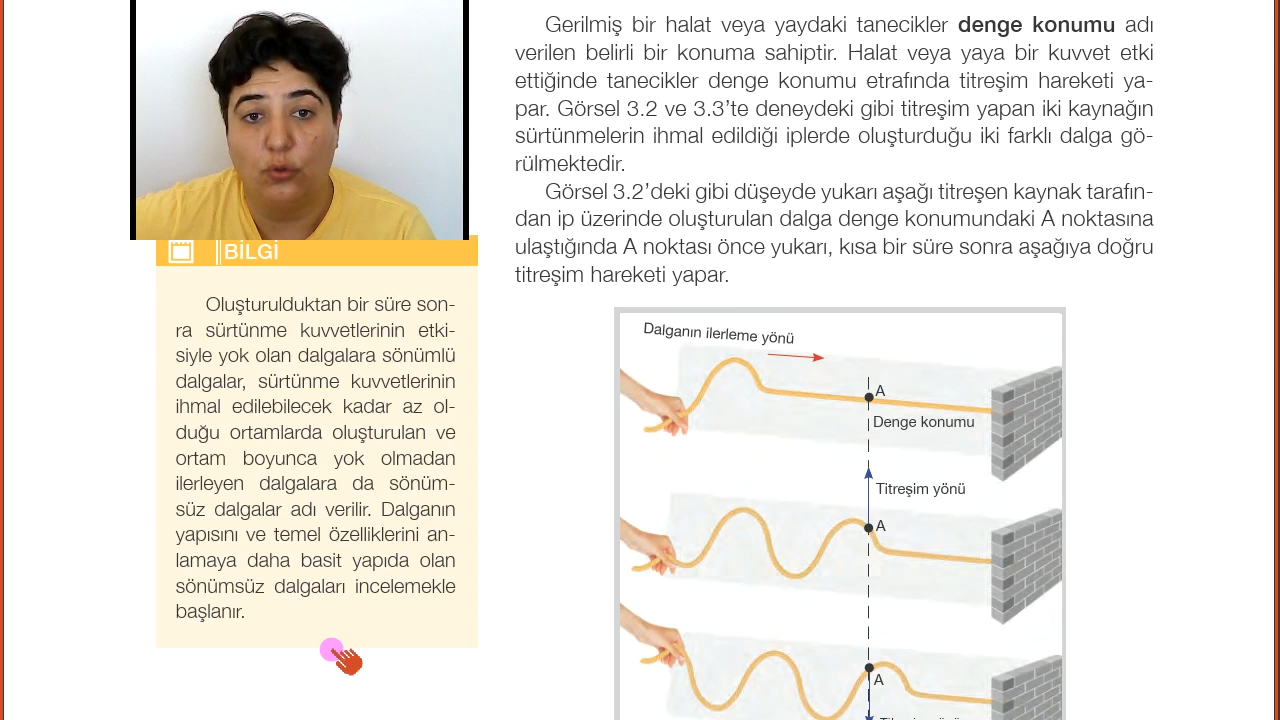 Gerilmiş bir halat veya yaydaki tanecikler denge konumu adı
verilen belirli bir konuma sahiptir. Halat veya yaya bir kuvvet etki
ettiğinde tanecikler denge konumu etrafında titreşim hareketi ya-
par. Görsel 3.2 ve 3.3’te deneydeki gibi titreşim yapan iki kaynağın
sürtünmelerin ihmal edildiği iplerde oluşturduğu iki farklı dalga gö-
rülmektedir.
Görsel 3.2’deki gibi düşeyde yukarı aşağı titreşen kaynak tarafın-
dan ip üzerinde oluşturulan dalga denge konumundaki A noktasına
ulaştığında A noktası önce yukarı, kısa bir süre sonra aşağıya doğru
titreşim hareketi yapar.
BİLGİ
Oluşturulduktan bir süre son-
ra sürtünme kuvvetlerinin etki-
siyle yok olan dalgalara sönümlü
dalgalar, sürtünme kuvvetlerinin
ihmal edilebilecek kadar az ol-
duğu ortamlarda oluşturulan ve
ortam boyunca yok olmadan
ilerleyen dalgalara da sönüm-
süz dalgalar adı verilir. Dalganın
yapısını ve temel özelliklerini an-
lamaya daha basit yapıda olan
sönümsüz dalgaları incelemekle
başlanır.
Dalganın ilerleme yönü
A
Denge konumu
Titreşim yönü
A
A